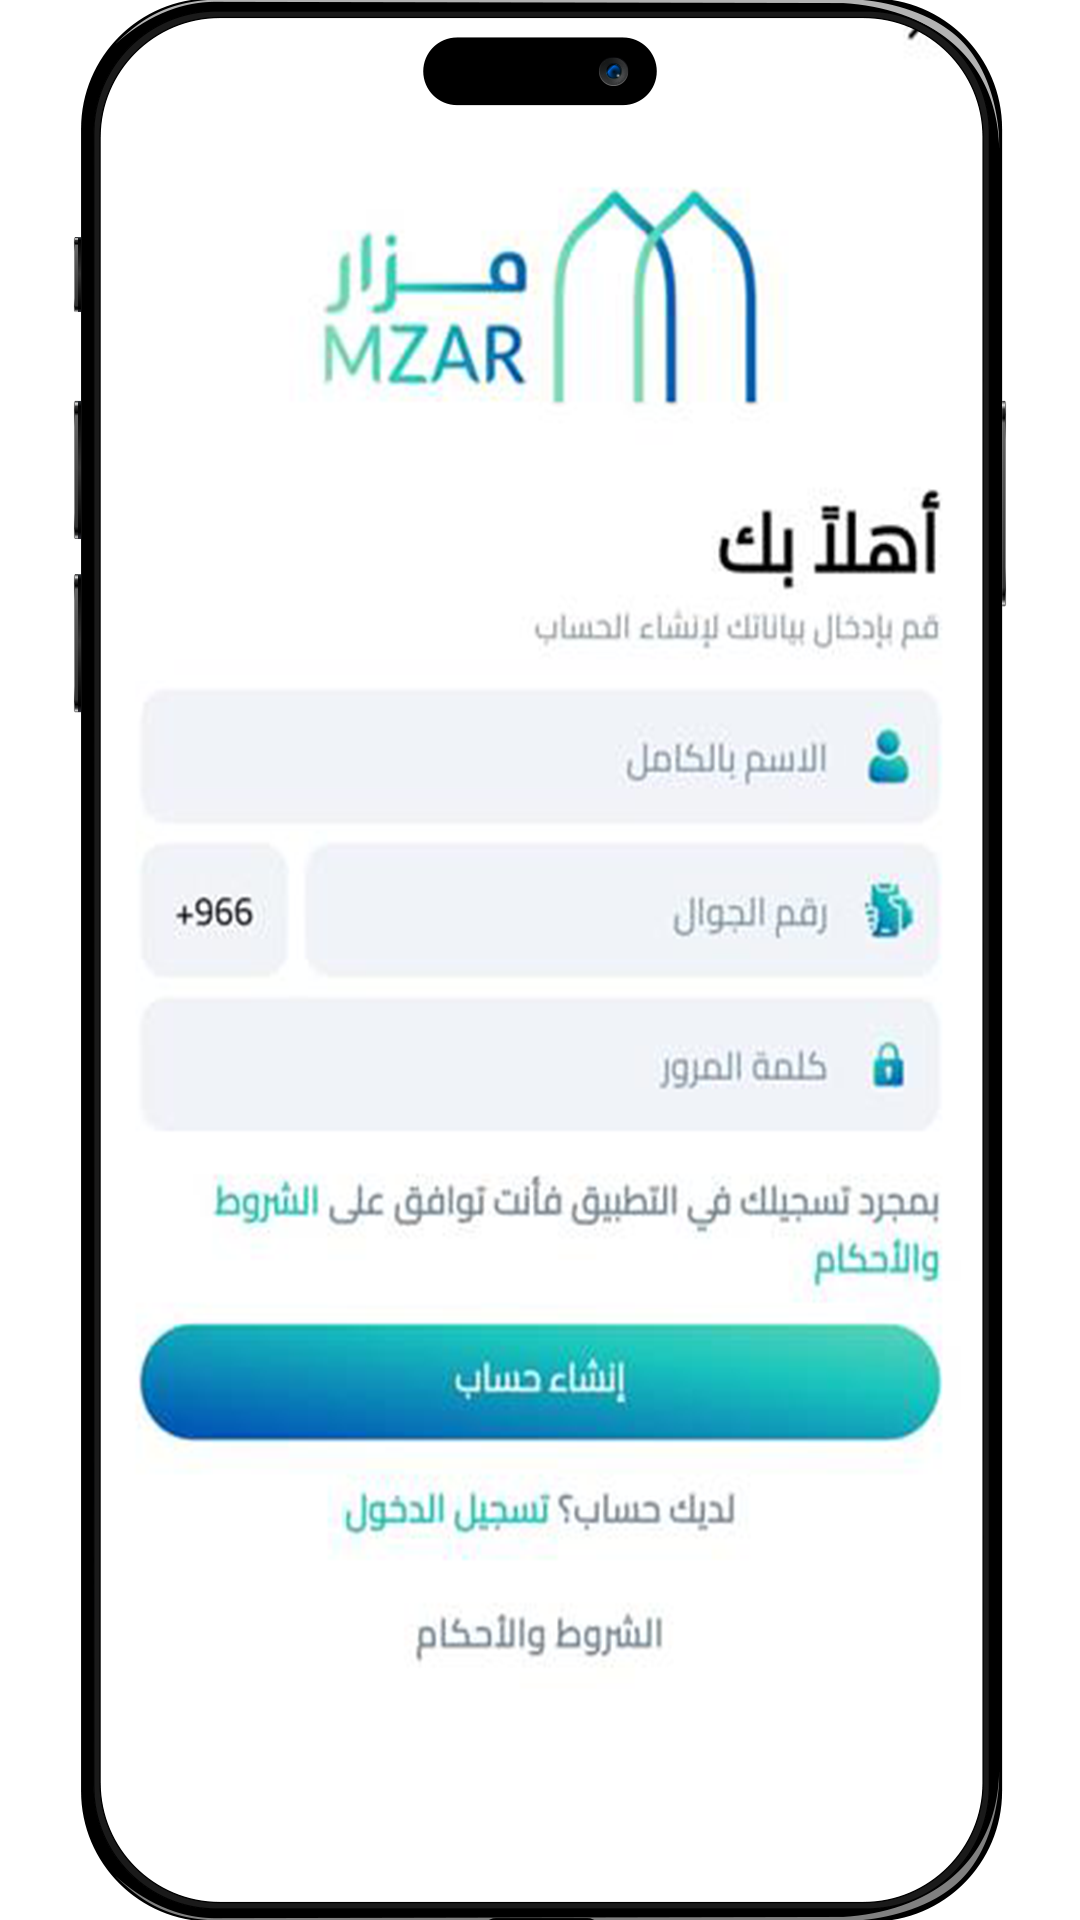 مزار
MZAR
أهلاً بك
قم بإدخال بياناتك لإنشاء الحساب
الاسم بالكامل
رقم الجوال
+966
كلمة المرور
بمجرد تسجيلك في التطبيق فأنت توافق على الشروط
والأحكام
إنشاء حساب
لديك حساب؟ تسجيل الدخول
الشروط والأحكام